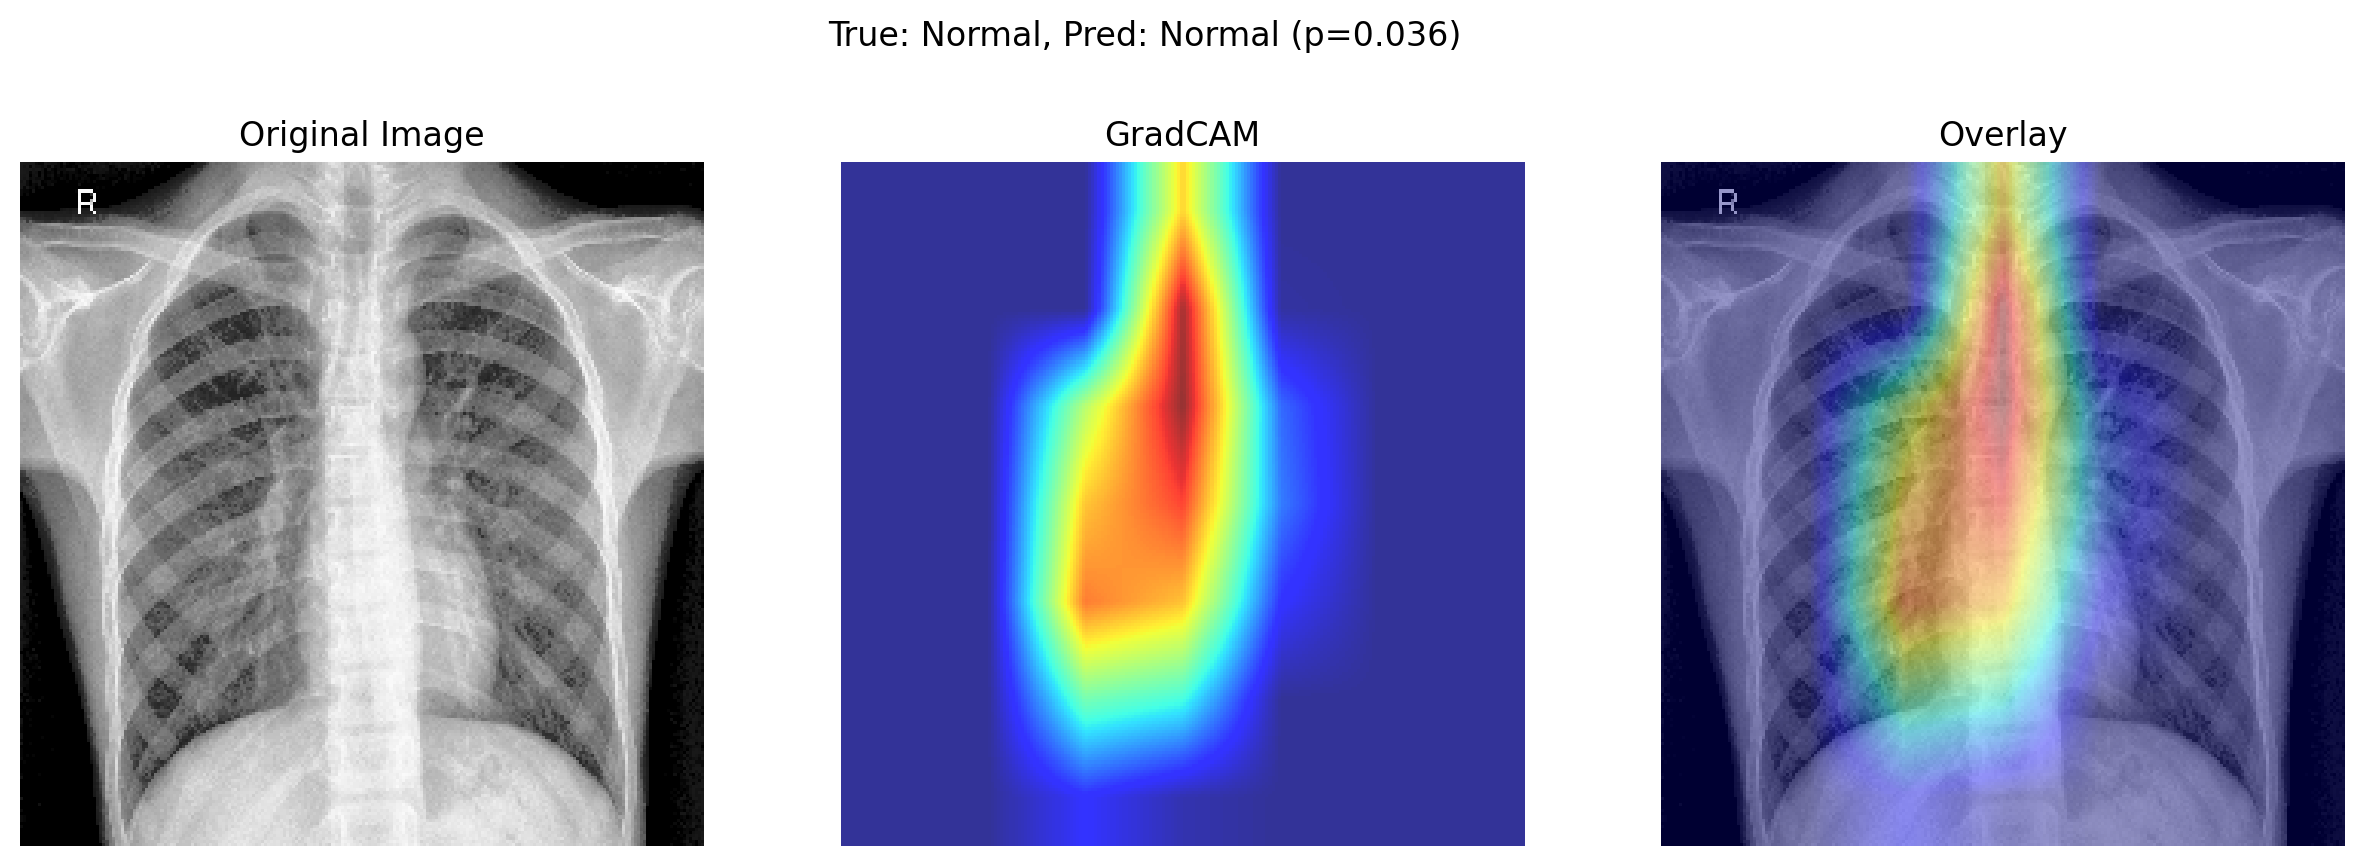 True: Normal, Pred: Normal (p=0.036)
Original Image
GradCAM
Overlay
R
R